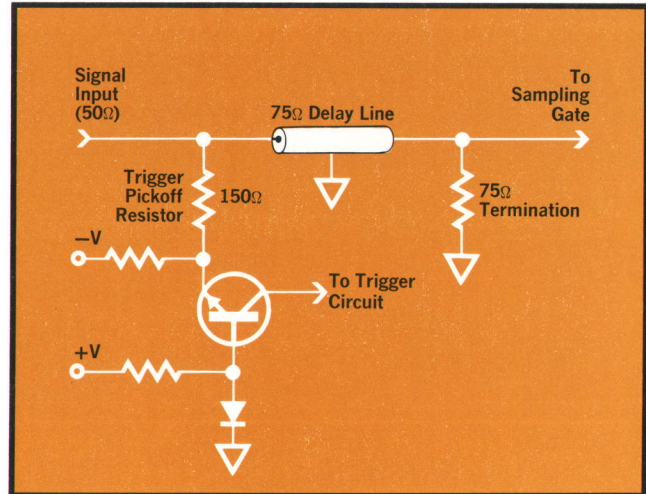 Signal
Input
(50Ω)
75Ω Delay Line
To
Sampling
Gate
Trigger
Pickoff
Resistor
150Ω
75Ω
Termination
−V
To Trigger
Circuit
+V